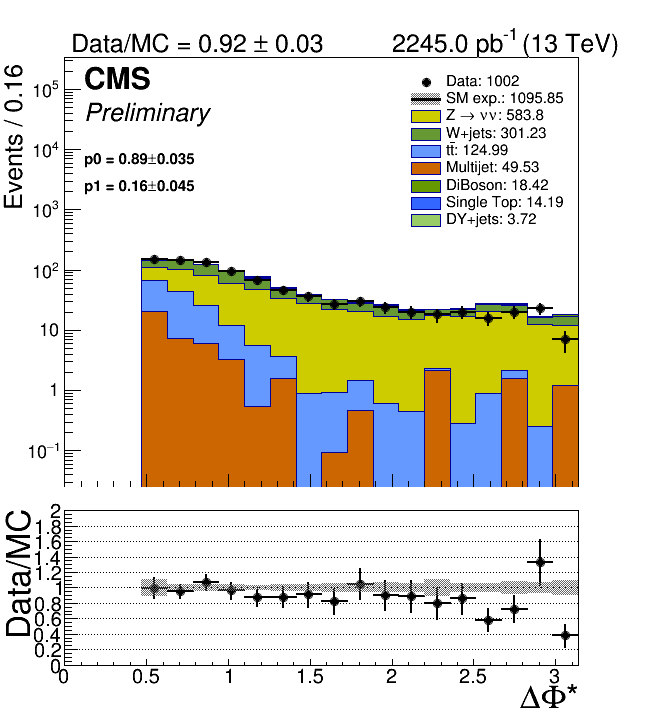 Data/MC = 0.92 ± 0.03
2245.0 pb⁻¹ (13 TeV)
CMS
Preliminary
p0 = 0.89±0.035
p1 = 0.16±0.045
Data: 1002
SM exp.: 1095.85
Z → νν: 583.8
W+jets: 301.23
tt̄: 124.99
Multijet: 49.53
DiBoson: 18.42
Single Top: 14.19
DY+jets: 3.72
Events / 0.16
10⁵
10⁴
10³
10²
10
1
10⁻¹
Data/MC
2
1.8
1.6
1.4
1.2
1
0.8
0.6
0.4
0.2
0
0 0.5 1 1.5 2 2.5 3
ΔΦ*